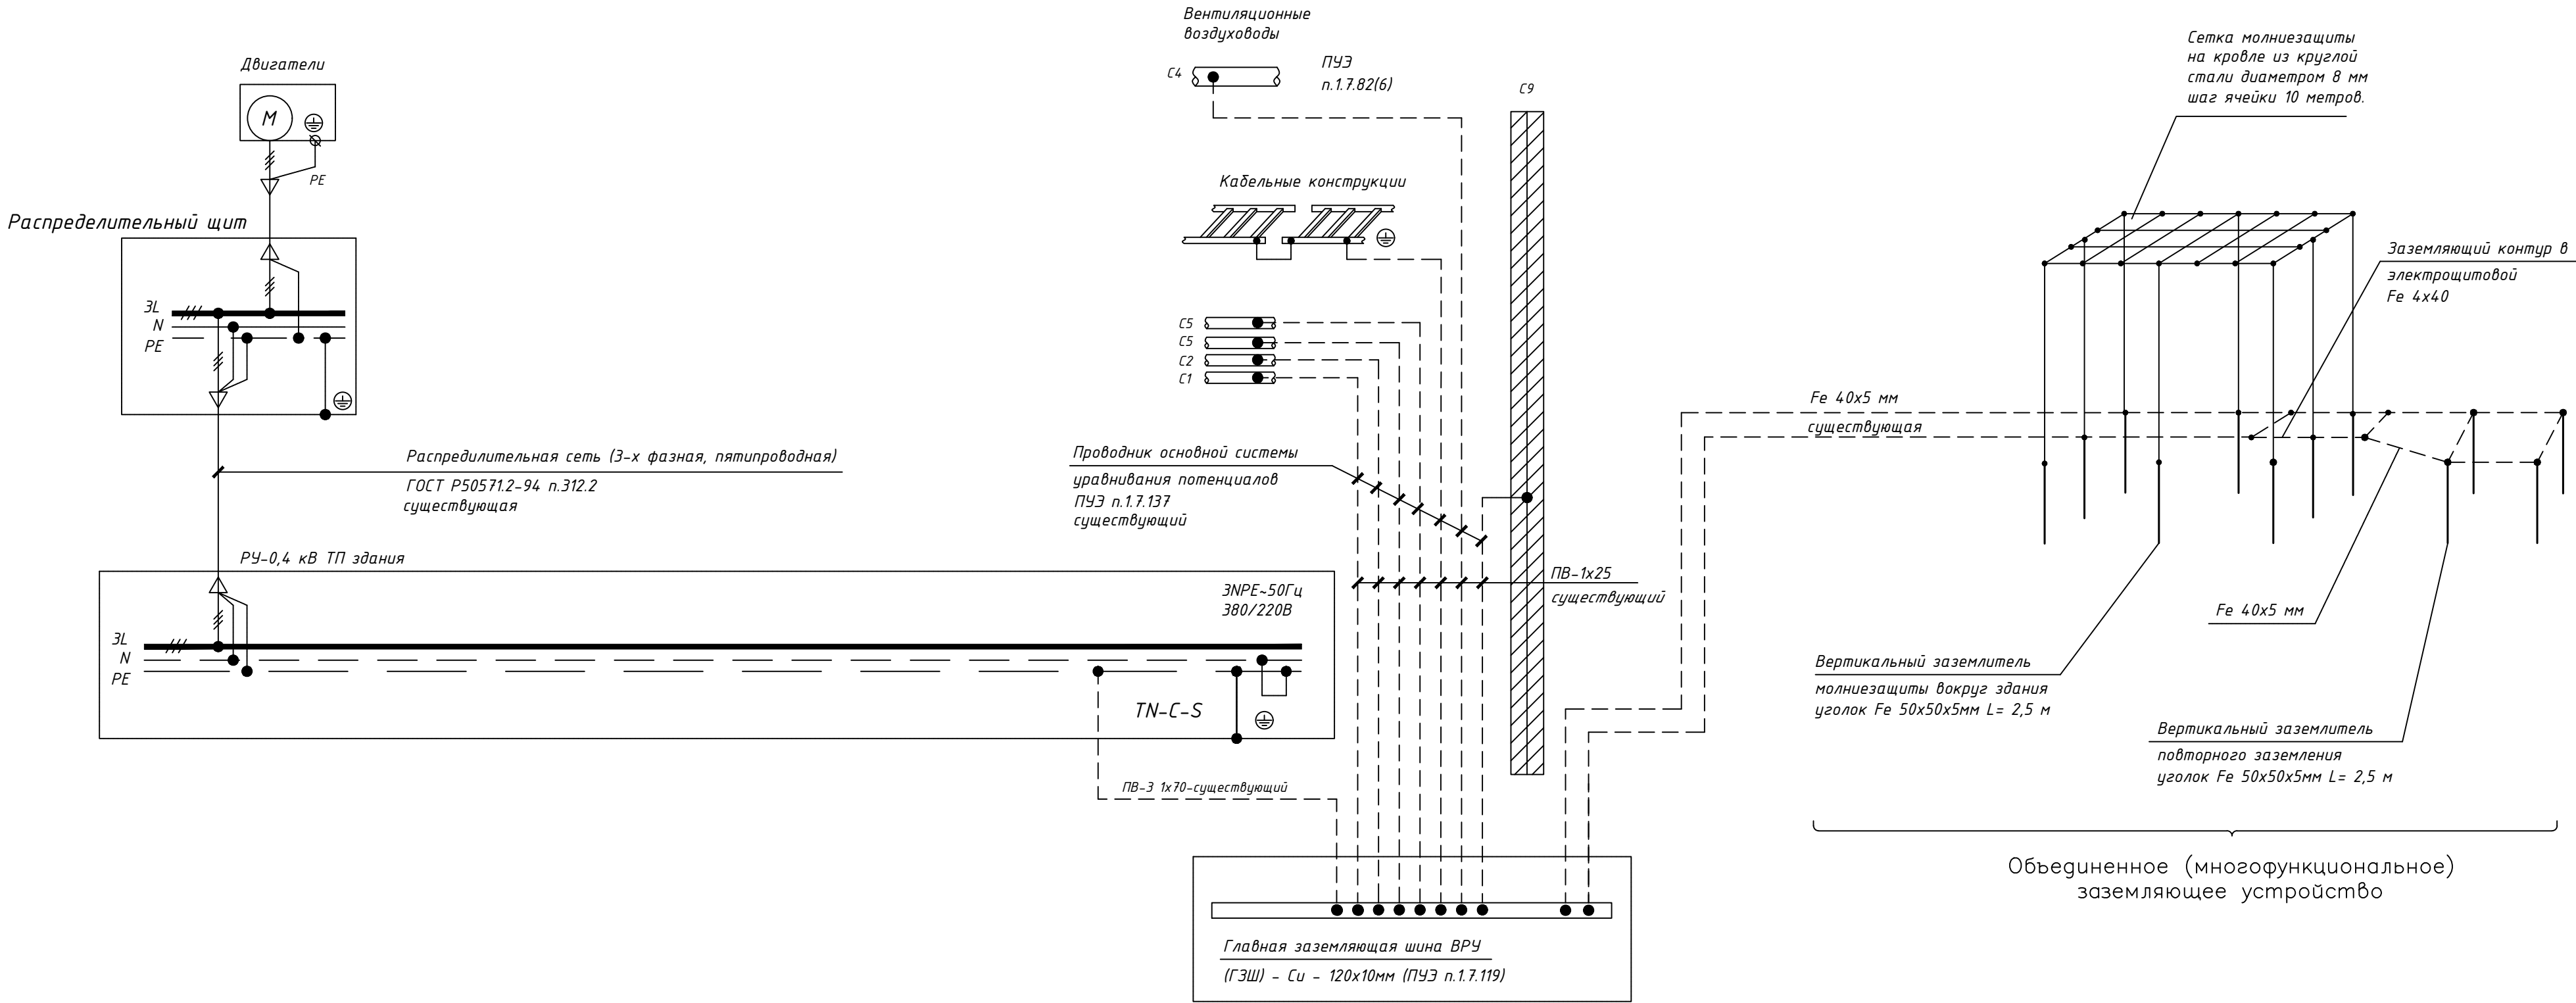 Двигатели
М
PE
Распределительный щит
3L
N
PE
Распредилительная сеть (3-х фазная, пятипроводная)
ГОСТ Р50571.2-94 п.312.2
существующая
РУ-0,4 кВ ТП здания
3NPE~50Гц
380/220В
3L
N
PE
TN-C-S
ПВ-3 1х70-существующий
Вентиляционные
воздуховоды
С4
ПУЭ
п.1.7.82(6)
Кабельные конструкции
С5
С5
С2
С1
Проводник основной системы
уравнивания потенциалов
ПУЭ п.1.7.137
существующий
С9
ПВ-1х25
существующий
Главная заземляющая шина ВРУ
(ГЗШ) - Cu - 120х10мм (ПУЭ п.1.7.119)
Сетка молниезащиты
на кровле из круглой
стали диаметром 8 мм
шаг ячейки 10 метров.
Заземляющий контур в
электрощитовой
Fe 4х40
Fe 40х5 мм
существующая
Fe 40х5 мм
Вертикальный заземлитель
молниезащиты вокруг здания
уголок Fe 50х50х5мм L= 2,5 м
Вертикальный заземлитель
повторного заземления
уголок Fe 50х50х5мм L= 2,5 м
Объединенное (многофункциональное)
заземляющее устройство